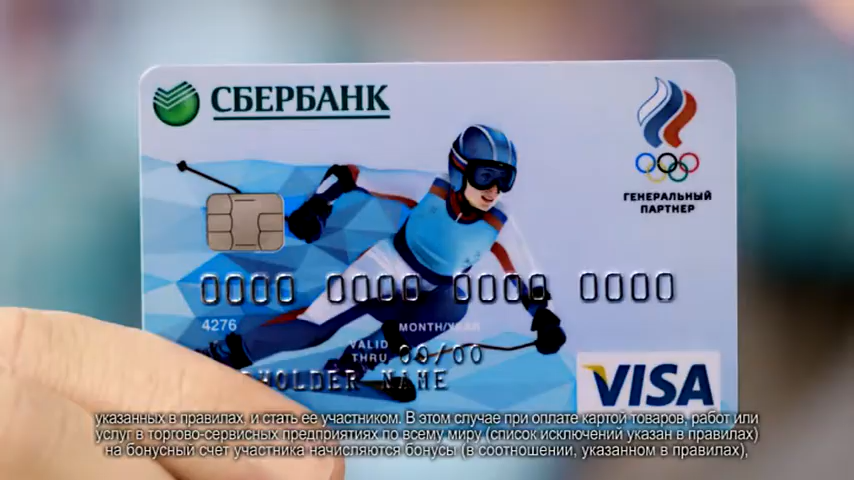 СБЕРБАНК
ГЕНЕРАЛЬНЫЙ
ПАРТНЕР
0000 0000 0000 0000
4276
MONTH/YEAR
VALID
THRU 00/00
NAME
VISA
указанных в правилах и стать ее участником. В этом случае при оплате картой товаров, работ или
услуг в торгово-сервисных предприятиях по всему миру (список исключений указан в правилах)
на бонусный счет участника начисляются бонусы (в соотношении, указанном в правилах),